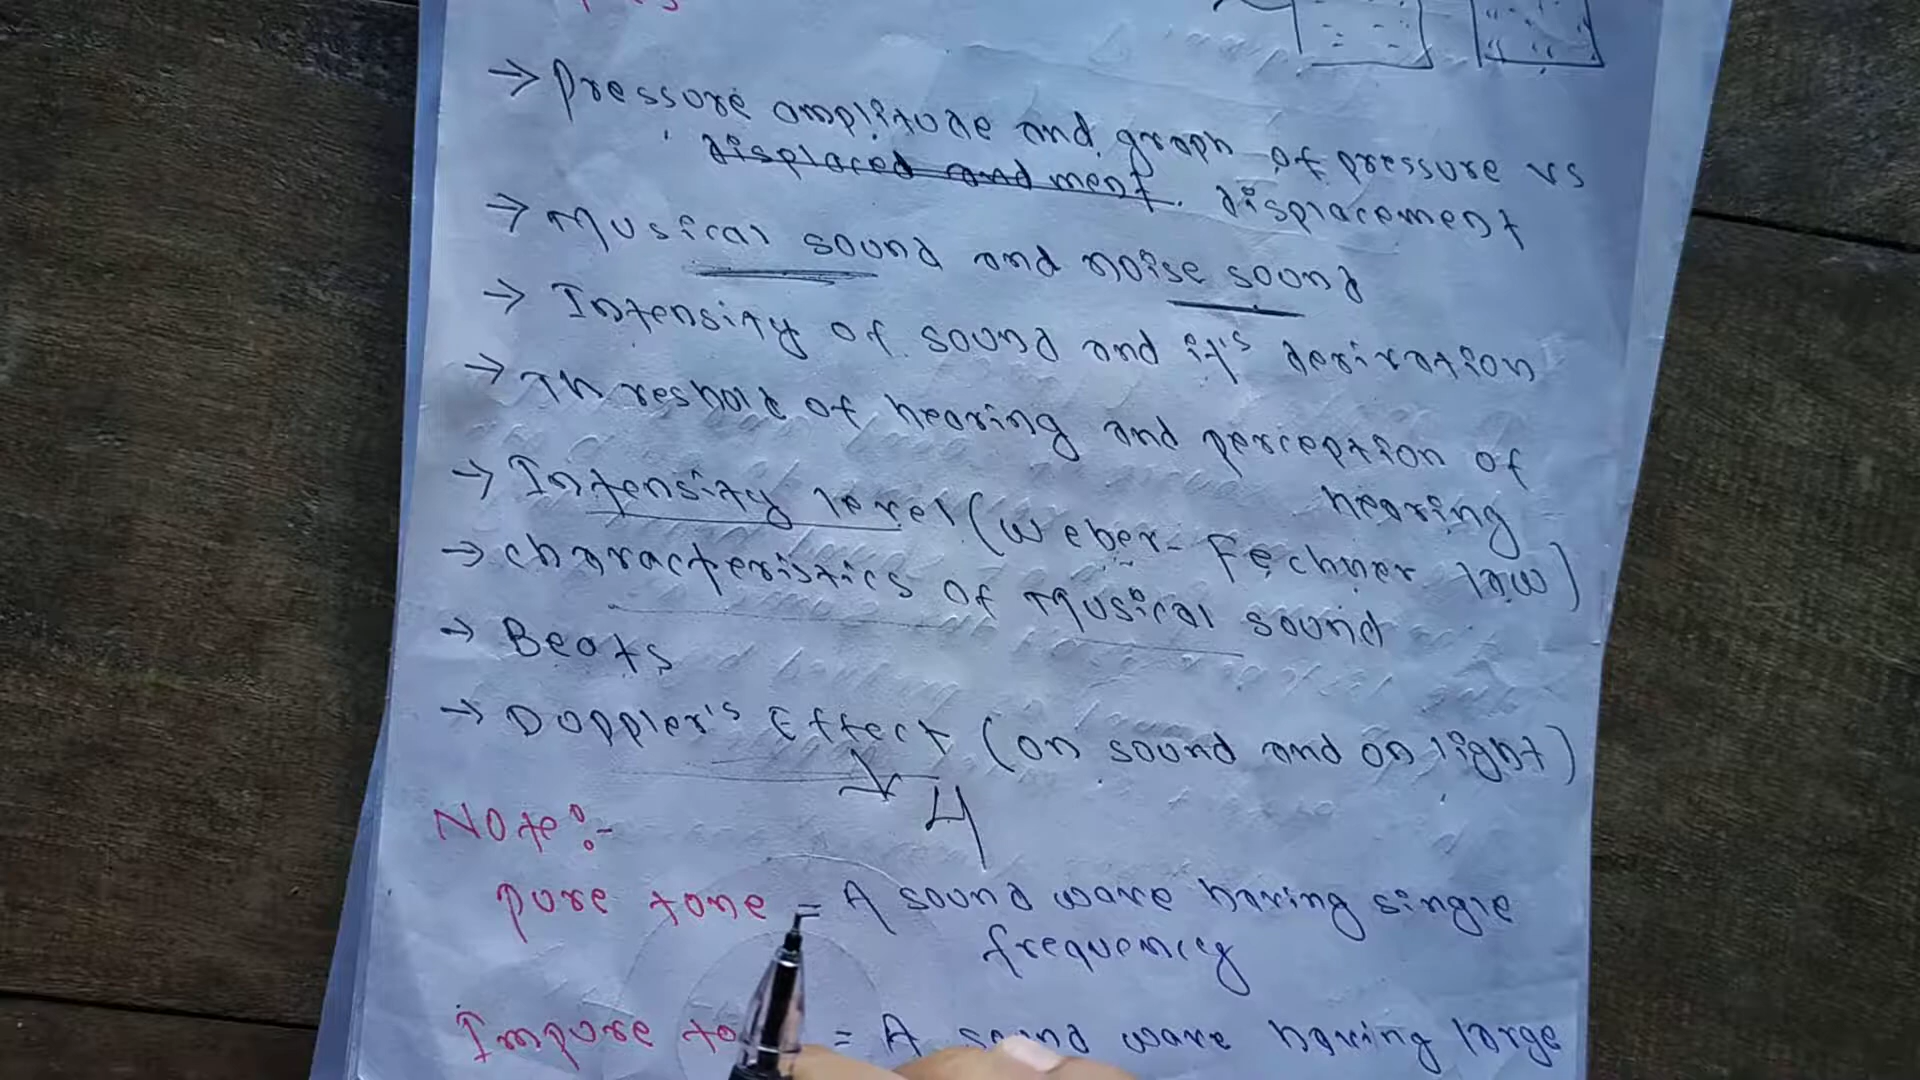 → Pressure amplitude and graph of pressure vs
displaced and ment. displacement
→ Musical sound and noise sound
→ Intensity of sound and it's derivation
→ Threshold of hearing and perception of
hearing
→ Intensity level (Weber-Fechner law)
→ characteristics of Musical sound
→ Beats
→ Doppler's Effect (on sound and on light)
4
Note:-
pure tone = A sound wave having single
frequency
Impure to = A sound wave having large